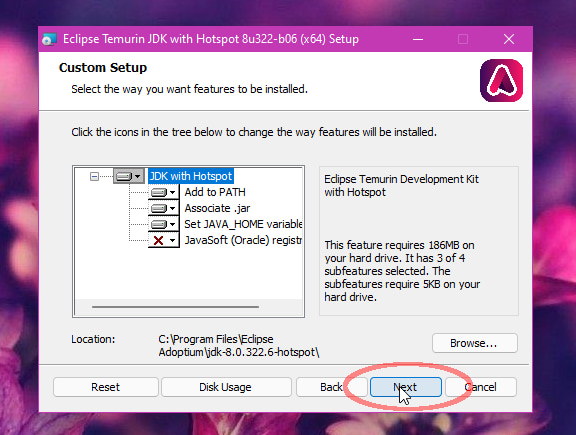 Eclipse Temurin JDK with Hotspot 8u322-b06 (x64) Setup
Custom Setup
Select the way you want features to be installed.
Click the icons in the tree below to change the way features will be installed.
JDK with Hotspot
Add to PATH
Associate .jar
Set JAVA_HOME variable
JavaSoft (Oracle) registr
Eclipse Temurin Development Kit
with Hotspot
This feature requires 186MB on
your hard drive. It has 3 of 4
subfeatures selected. The
subfeatures require 5KB on your
hard drive.
Location:
C:\Program Files\Eclipse
Adoptium\jdk-8.0.322.6-hotspot\
Browse...
Reset
Disk Usage
Back
Next
Cancel